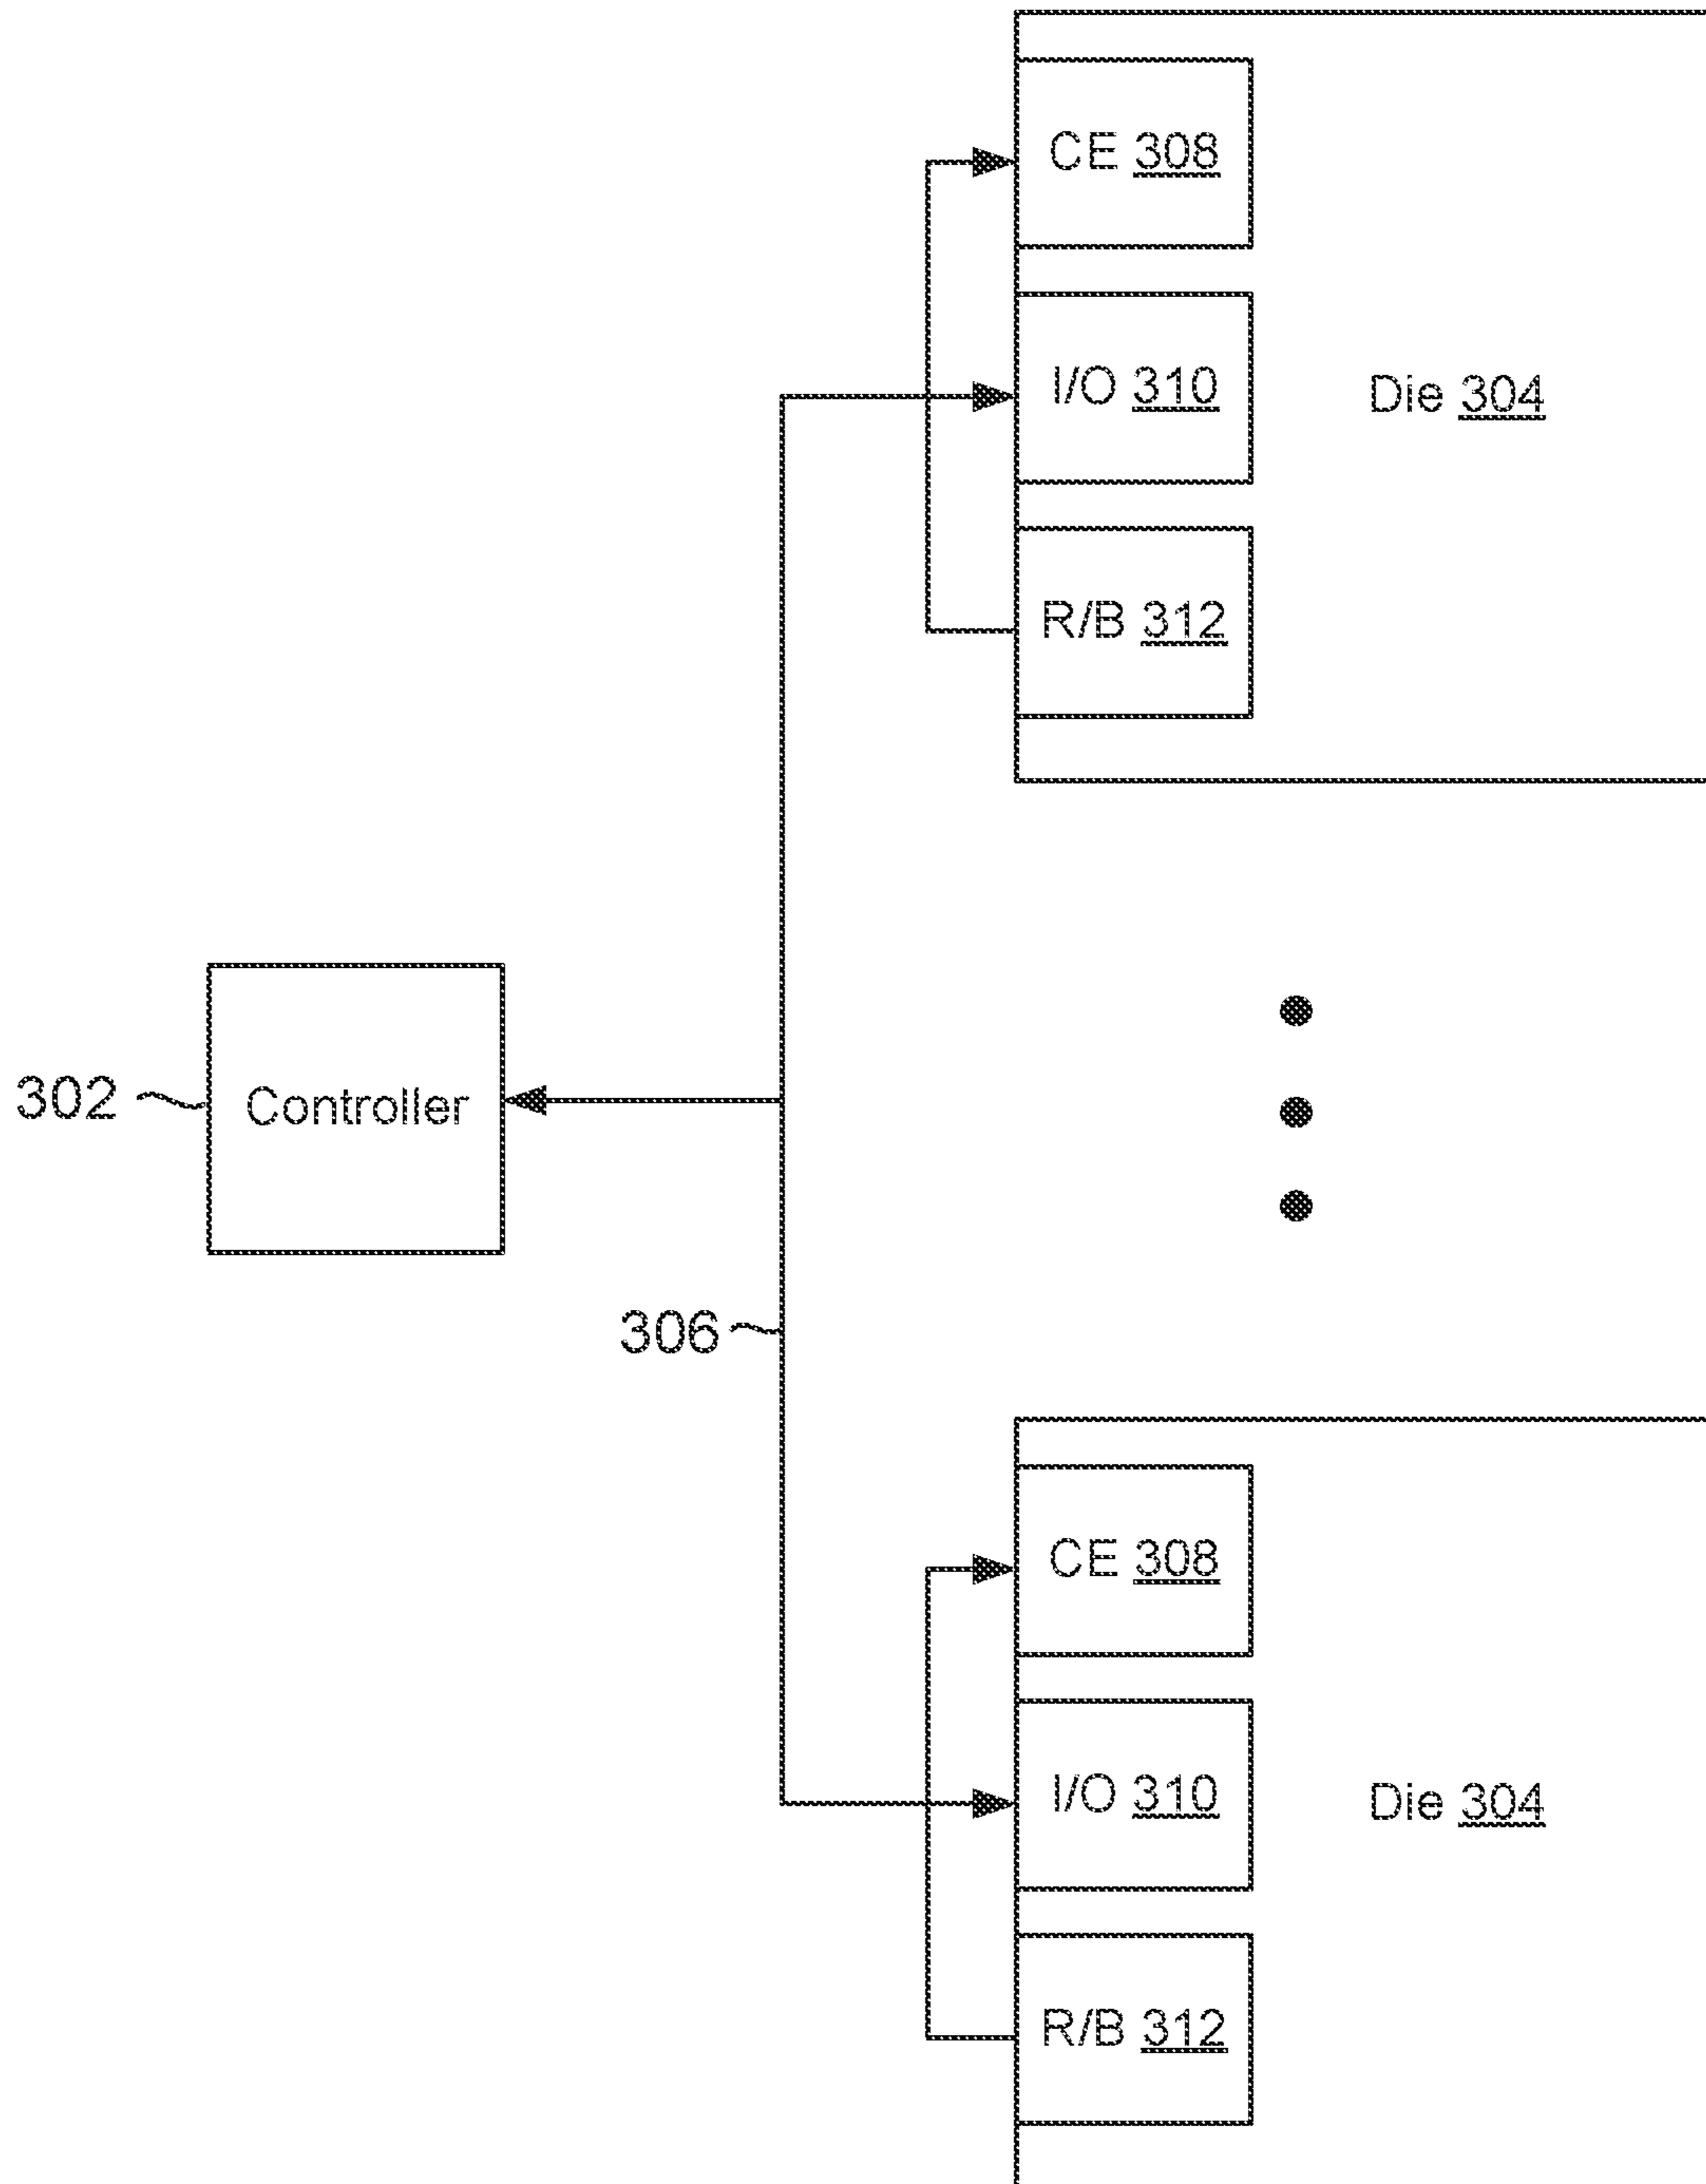 CE 308
I/O 310
Die 304
R/B 312
302
Controller
306
CE 308
I/O 310
Die 304
R/B 312